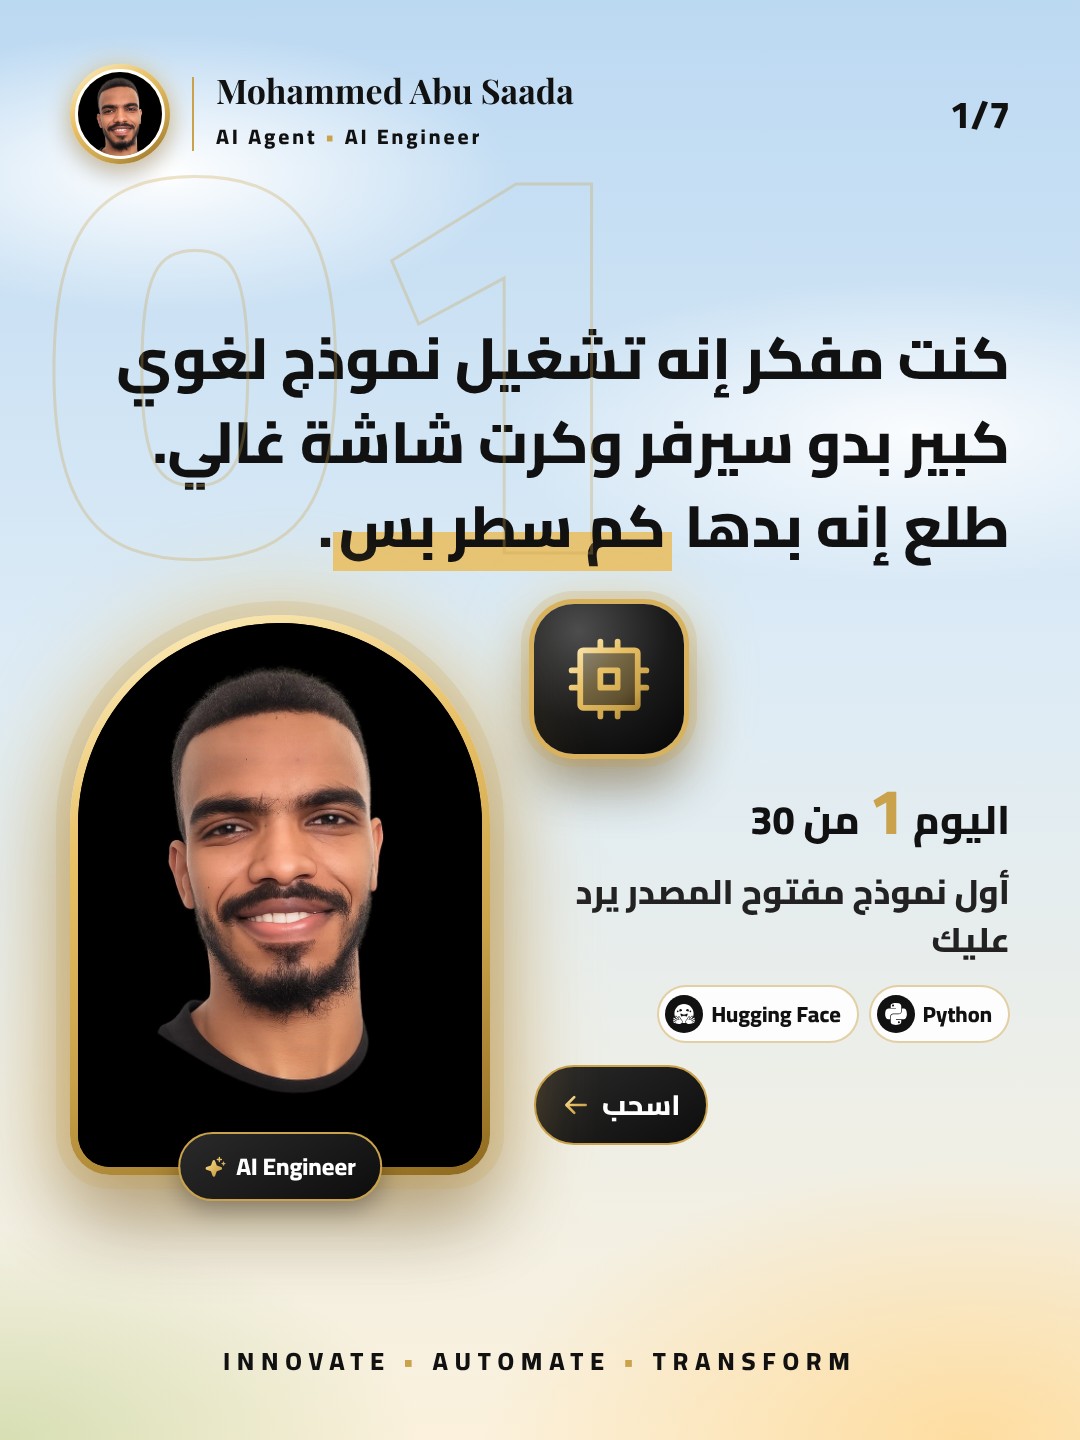 Mohammed Abu Saada
AI Agent ▪ AI Engineer
1/7
01
كنت مفكر إنه تشغيل نموذج لغوي
كبير بدو سيرفر وكرت شاشة غالي.
طلع إنه بدها كم سطر بس.
اليوم 1 من 30
أول نموذج مفتوح المصدر يرد
عليك
Python
Hugging Face
اسحب ←
AI Engineer
INNOVATE ▪ AUTOMATE ▪ TRANSFORM